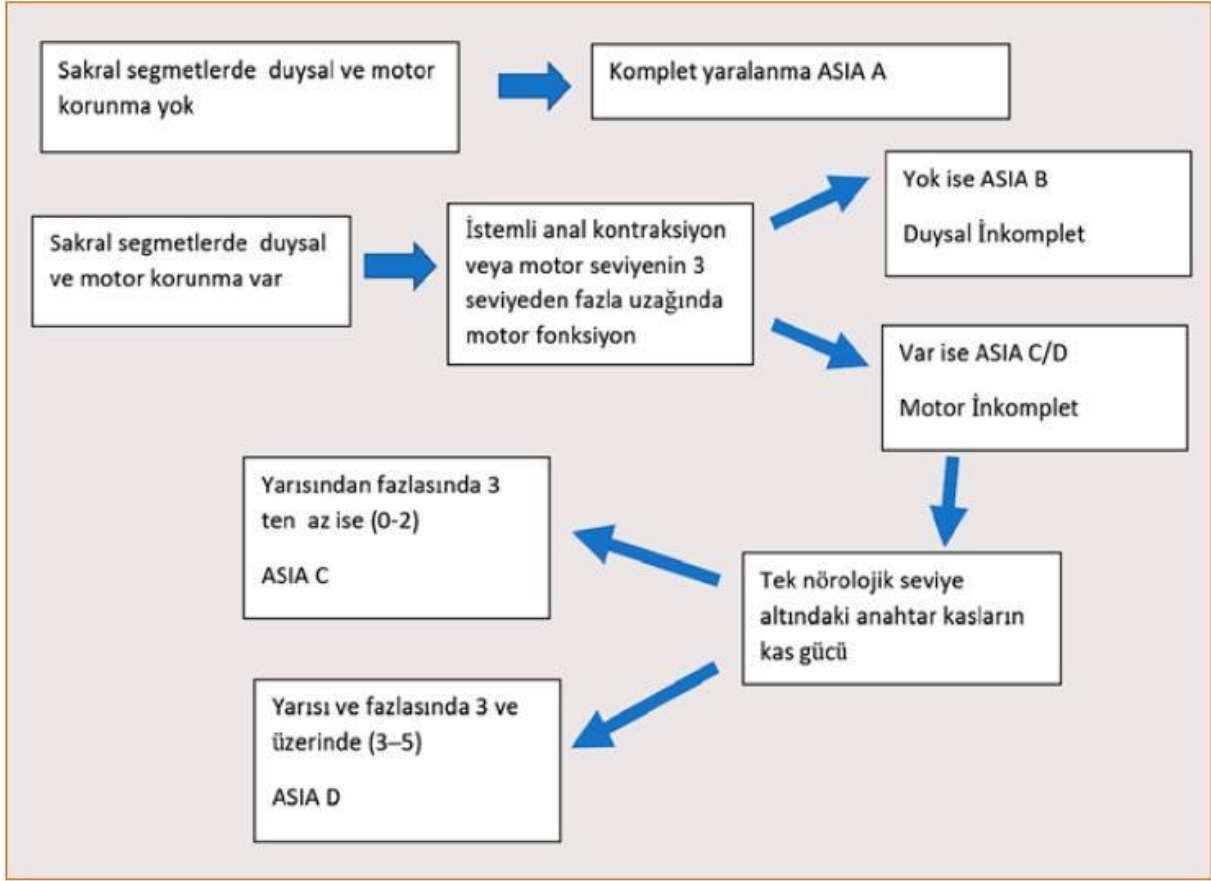 Sakral segmetlerde duysal ve motor
korunma yok
Komplet yaralanma ASIA A
Sakral segmetlerde duysal
ve motor korunma var
İstemli anal kontraksiyon
veya motor seviyenin 3
seviyeden fazla uzağında
motor fonksiyon
Yok ise ASIA B
Duysal İnkomplet
Var ise ASIA C/D
Motor İnkomplet
Tek nörolojik seviye
altındaki anahtar kasların
kas gücü
Yarısından fazlasında 3
ten az ise (0-2)
ASIA C
Yarısı ve fazlasında 3 ve
üzerinde (3–5)
ASIA D